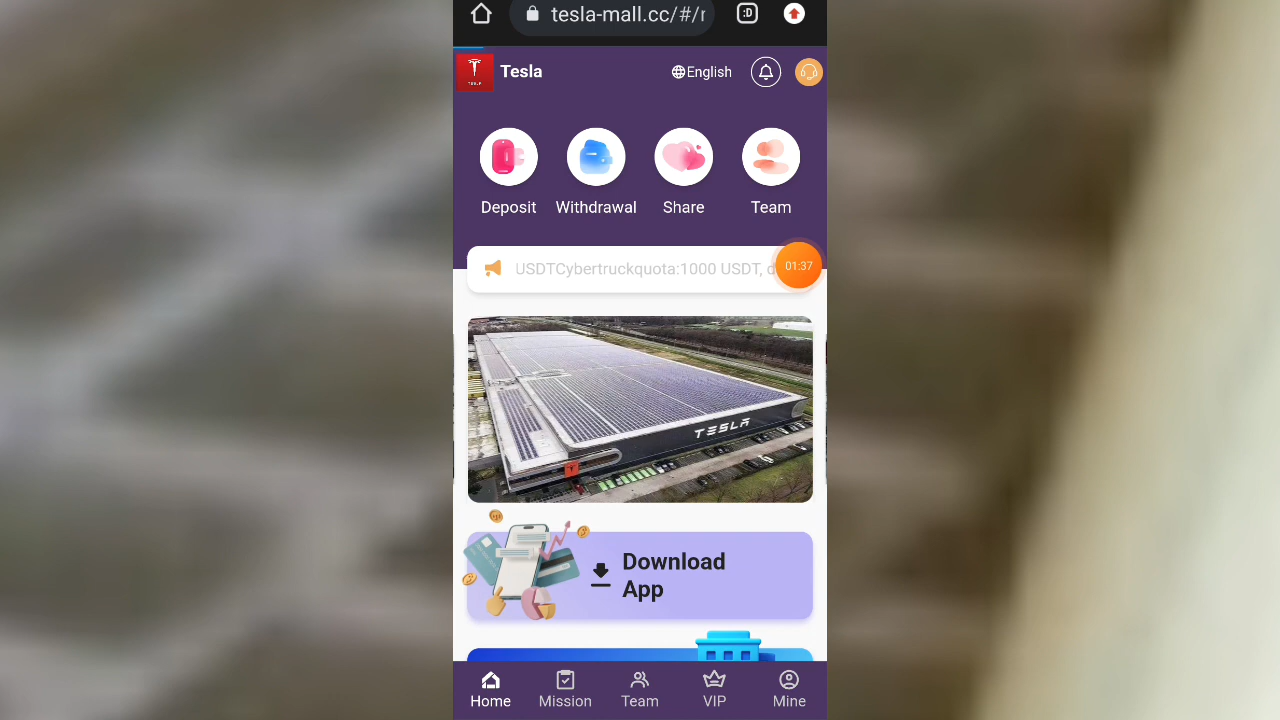 tesla-mall.cc/#/r
:D
TESLA
Tesla
English
Deposit
Withdrawal
Share
Team
USDTCybertruckquota:1000 USDT, d
01:37
TESLA
Download
App
Home
Mission
Team
VIP
Mine